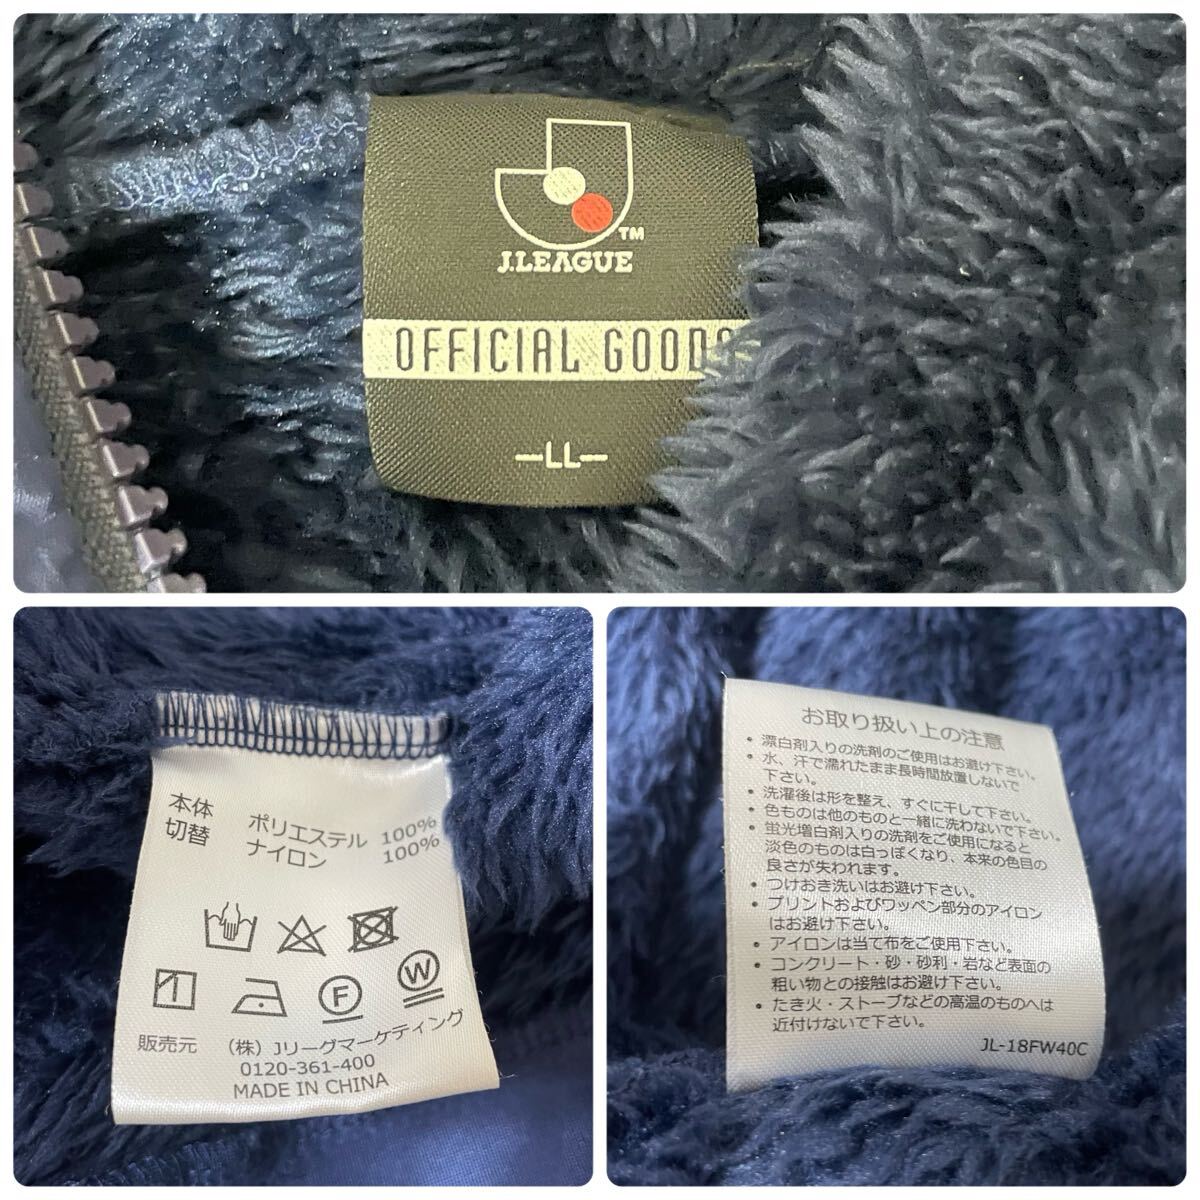 TM
J.LEAGUE
OFFICIAL GOODS
—LL—
本体 ポリエステル 100%
切替 ナイロン 100%
F
W
販売元 (株)Jリーグマーケティング
0120-361-400
MADE IN CHINA
お取り扱い上の注意
• 漂白剤入りの洗剤のご使用はお避け下さい。
• 水、汗で濡れたまま長時間放置しないで
下さい。
• 洗濯後は形を整え、すぐに干して下さい。
• 色ものは他のものと一緒に洗わないで下さい。
• 蛍光増白剤入りの洗剤をご使用になると
淡色のものは白っぽくなり、本来の色目の
良さが失われます。
• つけおき洗いはお避け下さい。
• プリントおよびワッペン部分のアイロン
はお避け下さい。
• アイロンは当て布をご使用下さい。
• コンクリート・砂・砂利・岩など表面の
粗い物との接触はお避け下さい。
• たき火・ストーブなどの高温のものへは
近付けないで下さい。
JL-18FW40C